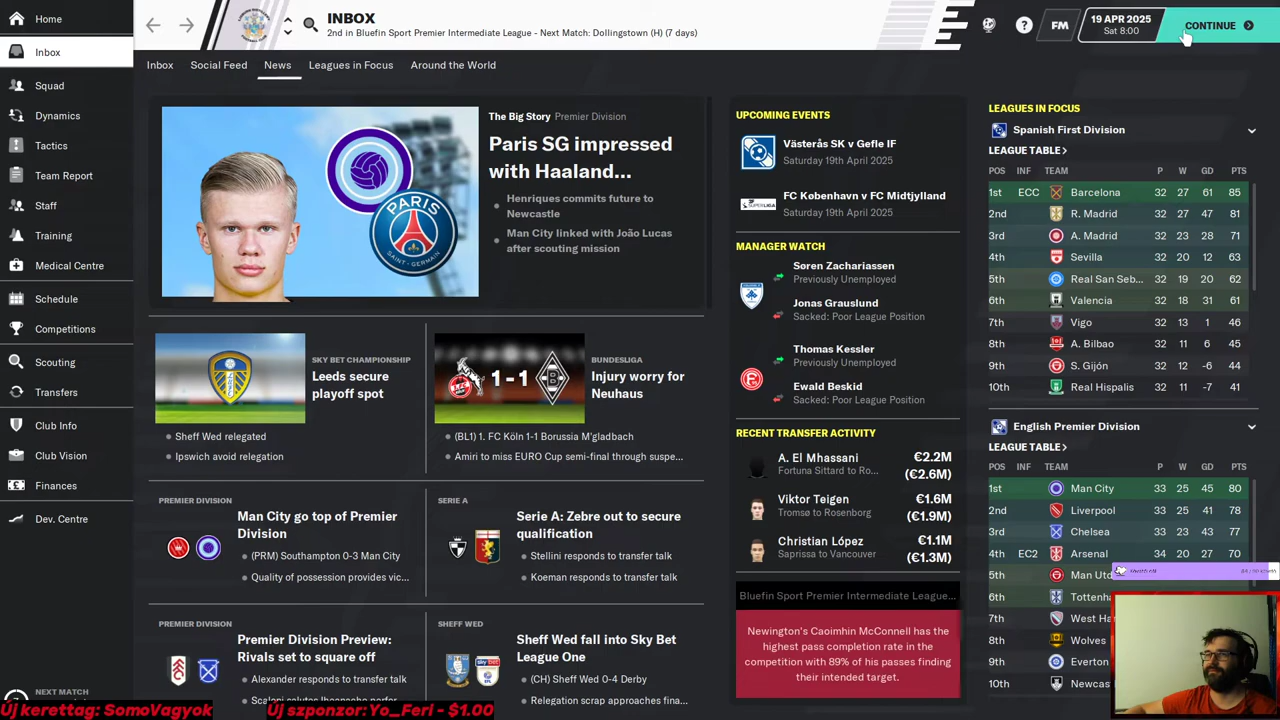 Home
Inbox
Squad
Dynamics
Tactics
Team Report
Staff
Training
Medical Centre
Schedule
Competitions
Scouting
Transfers
Club Info
Club Vision
Finances
Dev. Centre
NEXT MATCH
INBOX
2nd in Bluefin Sport Premier Intermediate League - Next Match: Dollingstown (H) (7 days)
FM
19 APR 2025
Sat 8:00
CONTINUE
Inbox
Social Feed
News
Leagues in Focus
Around the World
PARIS
The Big Story Premier Division
Paris SG impressed
with Haaland...
Henriques commits future to
Newcastle
Man City linked with João Lucas
after scouting mission
SKY BET CHAMPIONSHIP
Leeds secure
playoff spot
Sheff Wed relegated
Ipswich avoid relegation
1 - 1
BUNDESLIGA
Injury worry for
Neuhaus
(BL1) 1. FC Köln 1-1 Borussia M'gladbach
Amiri to miss EURO Cup semi-final through suspe...
PREMIER DIVISION
Man City go top of Premier
Division
(PRM) Southampton 0-3 Man City
Quality of possession provides vic...
SERIE A
Serie A: Zebre out to secure
qualification
Stellini responds to transfer talk
Koeman responds to transfer talk
PREMIER DIVISION
Premier Division Preview:
Rivals set to square off
Alexander responds to transfer talk
SHEFF WED
Sheff Wed fall into Sky Bet
League One
(CH) Sheff Wed 0-4 Derby
Relegation scrap approaches fina...
UPCOMING EVENTS
Västerås SK v Gefle IF
Saturday 19th April 2025
FC København v FC Midtjylland
Saturday 19th April 2025
MANAGER WATCH
Søren Zachariassen
Previously Unemployed
Jonas Grauslund
Sacked: Poor League Position
Thomas Kessler
Previously Unemployed
Ewald Beskid
Sacked: Poor League Position
RECENT TRANSFER ACTIVITY
A. El Mhassani €2.2M
Fortuna Sittard to Ro... (€2.6M)
Viktor Teigen €1.6M
Tromsø to Rosenborg (€1.9M)
Christian López €1.1M
Saprissa to Vancouver (€1.3M)
Bluefin Sport Premier Intermediate League...
Newington's Caoimhin McConnell has the
highest pass completion rate in the
competition with 89% of his passes finding
their intended target.
LEAGUES IN FOCUS
Spanish First Division
LEAGUE TABLE
POS INF TEAM P W GD PTS
1st ECC Barcelona 32 27 61 85
2nd R. Madrid 32 27 47 81
3rd A. Madrid 32 23 28 71
4th Sevilla 32 20 12 63
5th Real San Seb... 32 19 20 62
6th Valencia 32 18 31 61
7th Vigo 32 13 1 46
8th A. Bilbao 32 11 6 45
9th S. Gijón 32 12 -6 44
10th Real Hispalis 32 11 -7 41
English Premier Division
LEAGUE TABLE
POS INF TEAM P W GD PTS
1st Man City 33 25 45 80
2nd Liverpool 33 25 41 78
3rd Chelsea 33 23 43 77
4th EC2 Arsenal 34 20 27 70
5th Man Utd
6th Tottenha
7th West Ha
8th Wolves
9th Everton
10th Newcas
Új kerettag: SomoVagyok
Új szponzor: Yo_Feri - $1.00